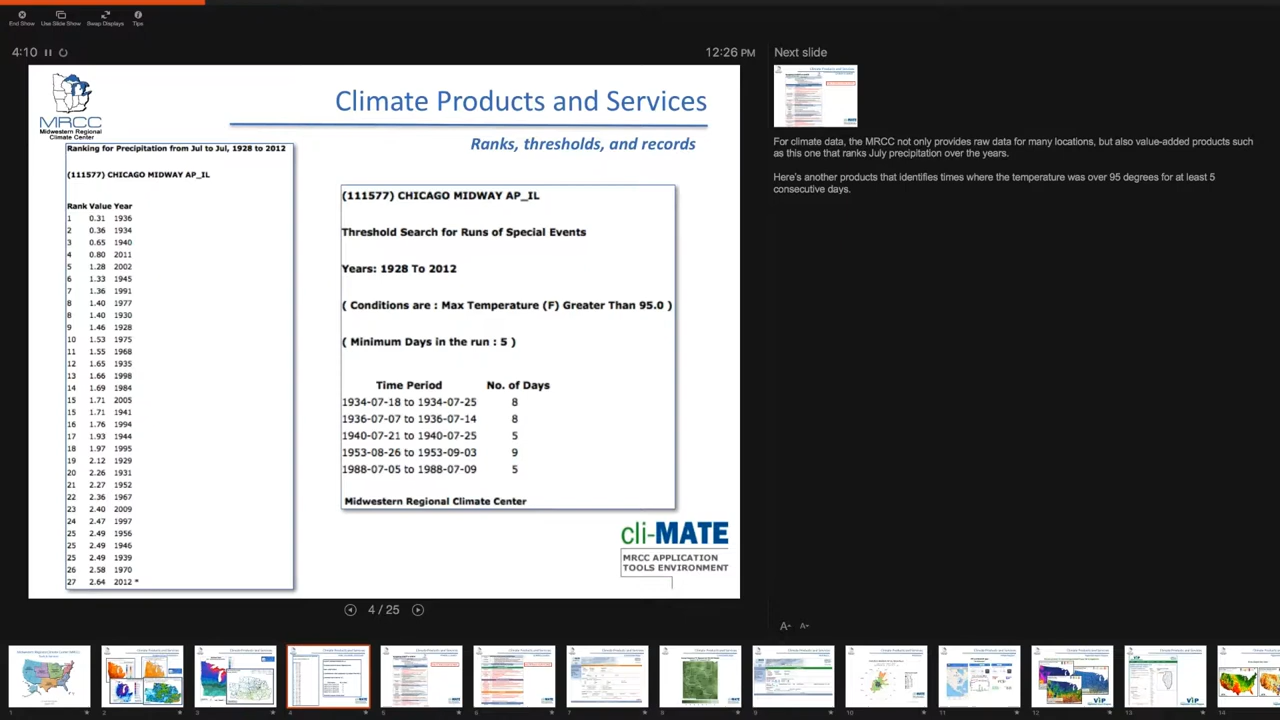 End Show
Use Slide Show
Swap Displays
Tips
4:10
12:26 PM
Next slide
MRCC
Midwestern Regional
Climate Center
Climate Products and Services
Ranks, thresholds, and records
Ranking for Precipitation from Jul to Jul, 1928 to 2012
(111577) CHICAGO MIDWAY AP_IL
Rank Value Year
1 0.31 1936
2 0.36 1934
3 0.65 1940
4 0.80 2011
5 1.28 2002
6 1.33 1945
7 1.36 1991
8 1.40 1977
8 1.40 1930
9 1.46 1928
10 1.53 1975
11 1.55 1968
12 1.65 1935
13 1.66 1998
14 1.69 1984
15 1.71 2005
15 1.71 1941
16 1.76 1994
17 1.93 1944
18 1.97 1995
19 2.12 1929
20 2.26 1931
21 2.27 1952
22 2.36 1967
23 2.40 2009
24 2.47 1997
25 2.49 1956
25 2.49 1946
25 2.49 1939
26 2.58 1970
27 2.64 2012 *
(111577) CHICAGO MIDWAY AP_IL
Threshold Search for Runs of Special Events
Years: 1928 To 2012
( Conditions are : Max Temperature (F) Greater Than 95.0 )
( Minimum Days in the run : 5 )
Time Period No. of Days
1934-07-18 to 1934-07-25 8
1936-07-07 to 1936-07-14 8
1940-07-21 to 1940-07-25 5
1953-08-26 to 1953-09-03 9
1988-07-05 to 1988-07-09 5
Midwestern Regional Climate Center
cli-MATE
MRCC APPLICATION
TOOLS ENVIRONMENT
For climate data, the MRCC not only provides raw data for many locations, but also value-added products such
as this one that ranks July precipitation over the years.
Here's another products that identifies times where the temperature was over 95 degrees for at least 5
consecutive days.
4 / 25
A A
1 2 3 4 5 6 7 8 9 10 11 12 13 14